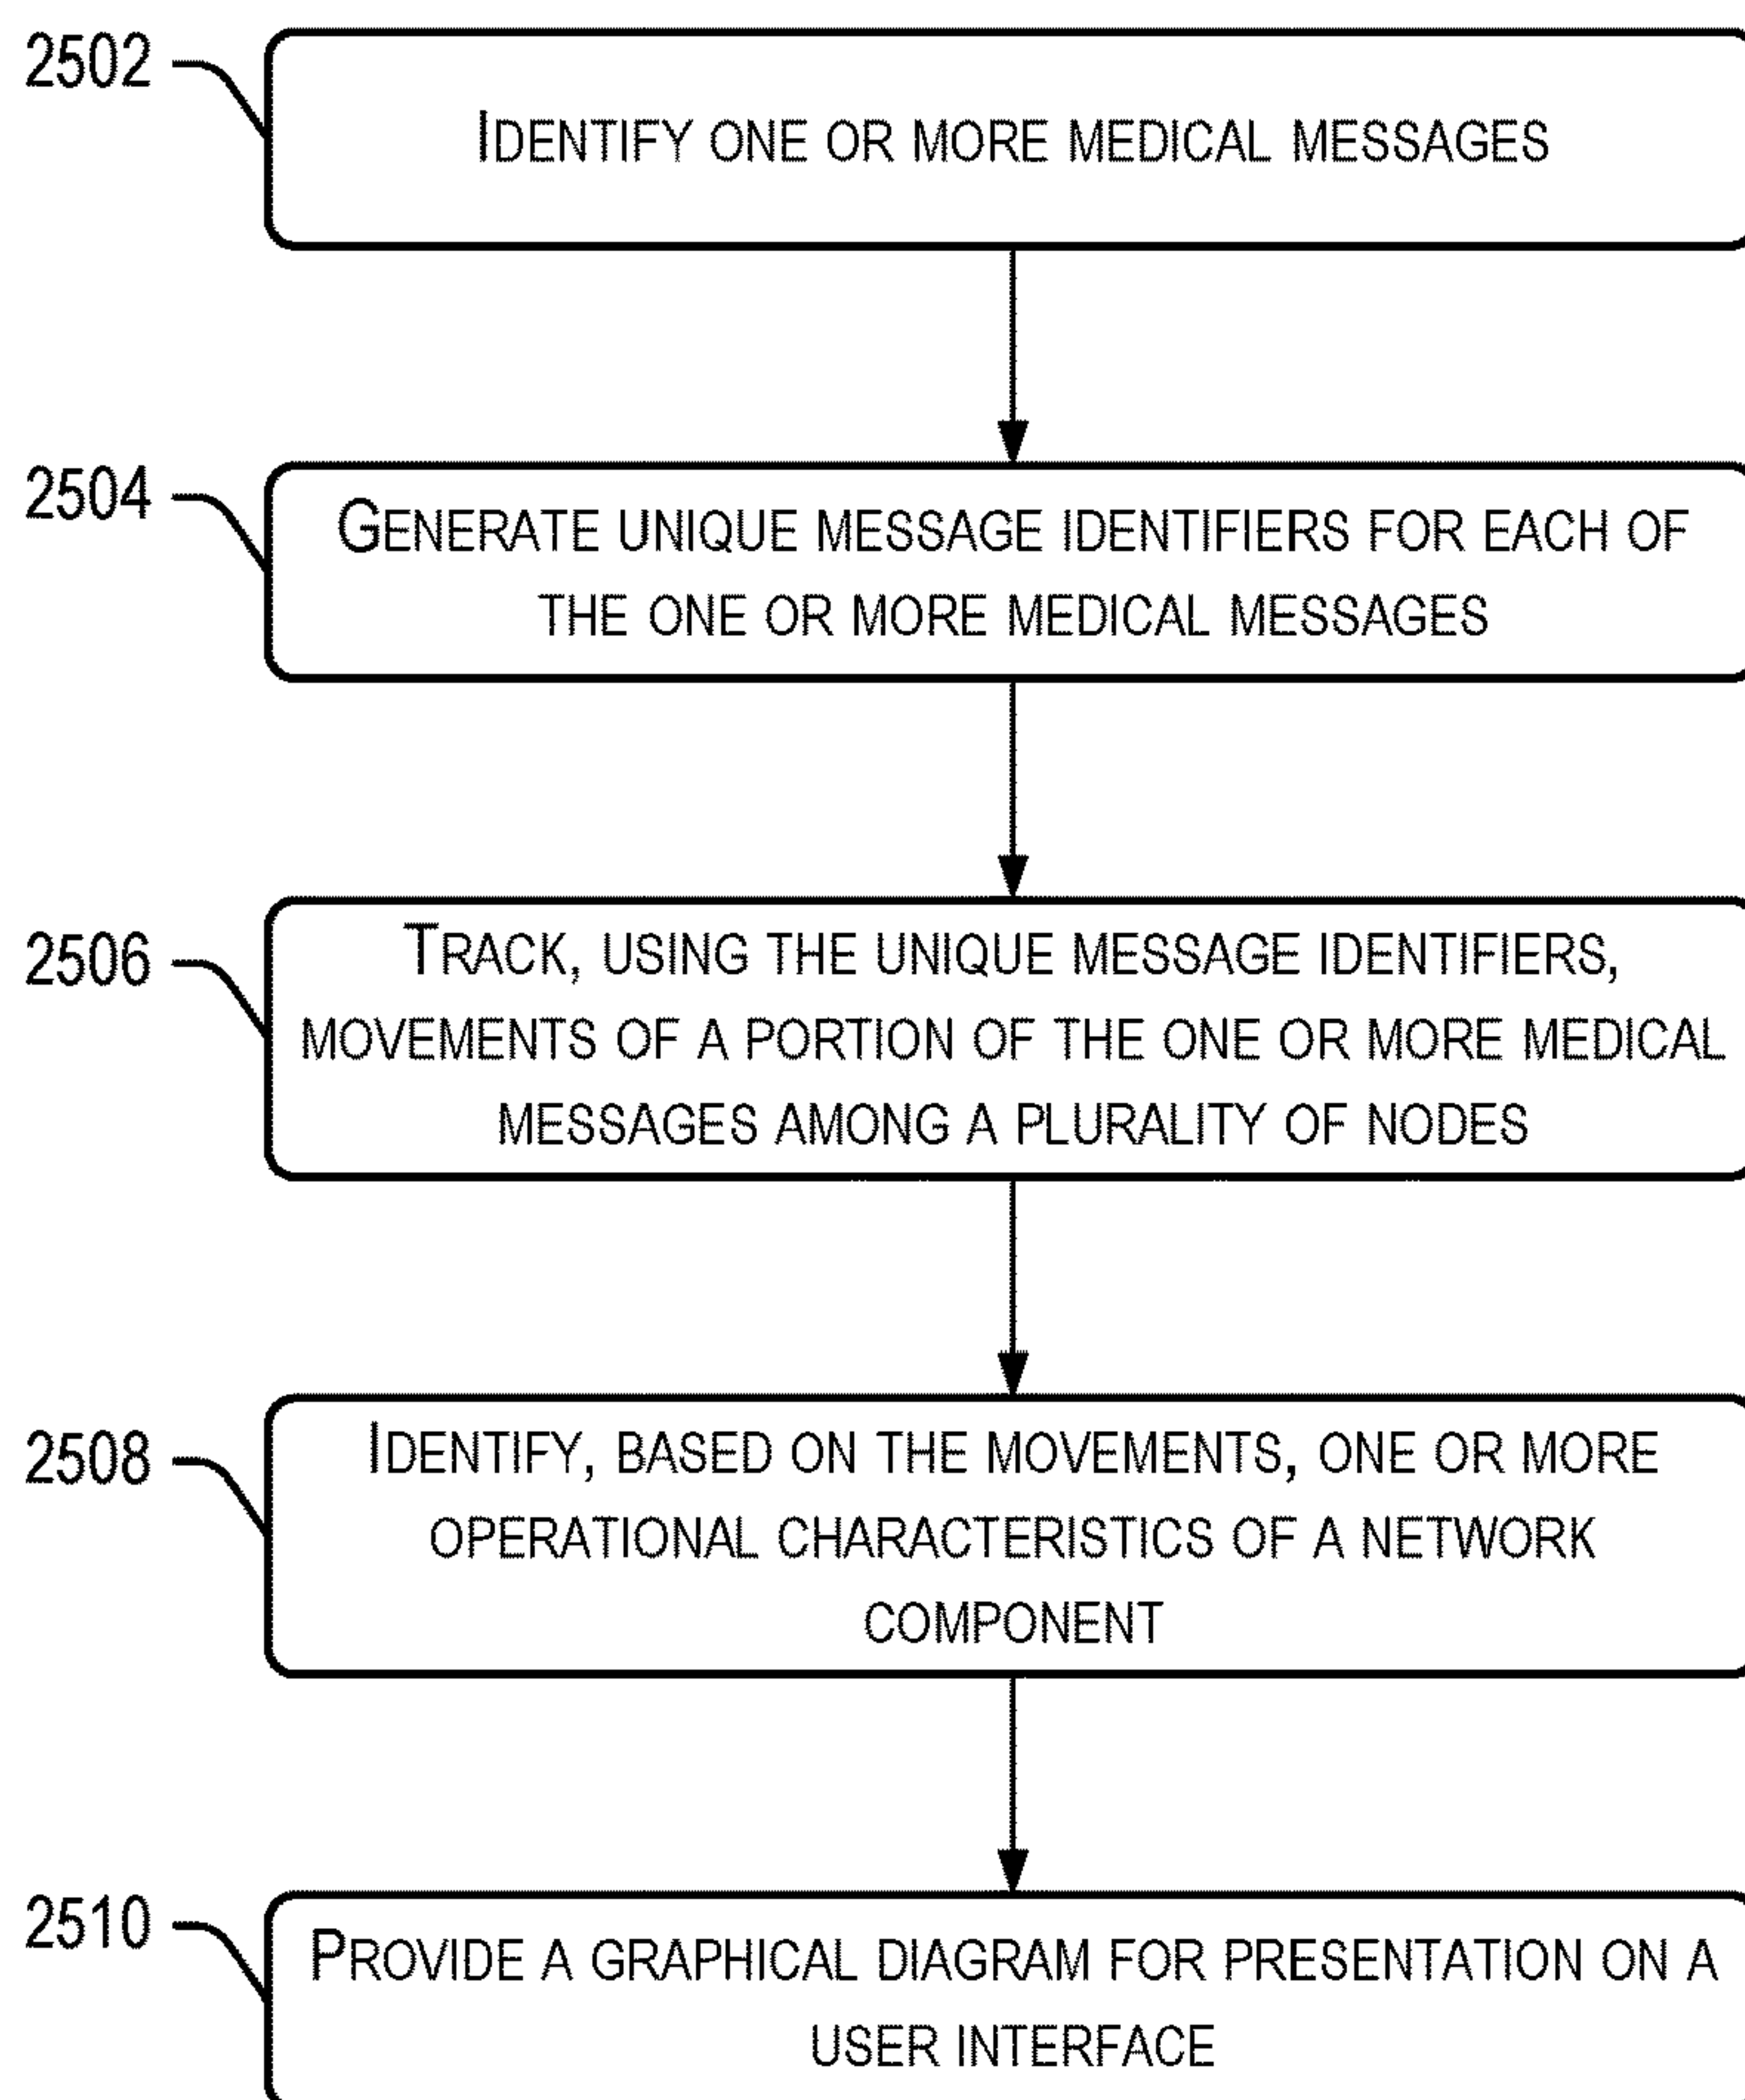 2502
IDENTIFY ONE OR MORE MEDICAL MESSAGES
2504
GENERATE UNIQUE MESSAGE IDENTIFIERS FOR EACH OF
THE ONE OR MORE MEDICAL MESSAGES
2506
TRACK, USING THE UNIQUE MESSAGE IDENTIFIERS,
MOVEMENTS OF A PORTION OF THE ONE OR MORE MEDICAL
MESSAGES AMONG A PLURALITY OF NODES
2508
IDENTIFY, BASED ON THE MOVEMENTS, ONE OR MORE
OPERATIONAL CHARACTERISTICS OF A NETWORK
COMPONENT
2510
PROVIDE A GRAPHICAL DIAGRAM FOR PRESENTATION ON A
USER INTERFACE